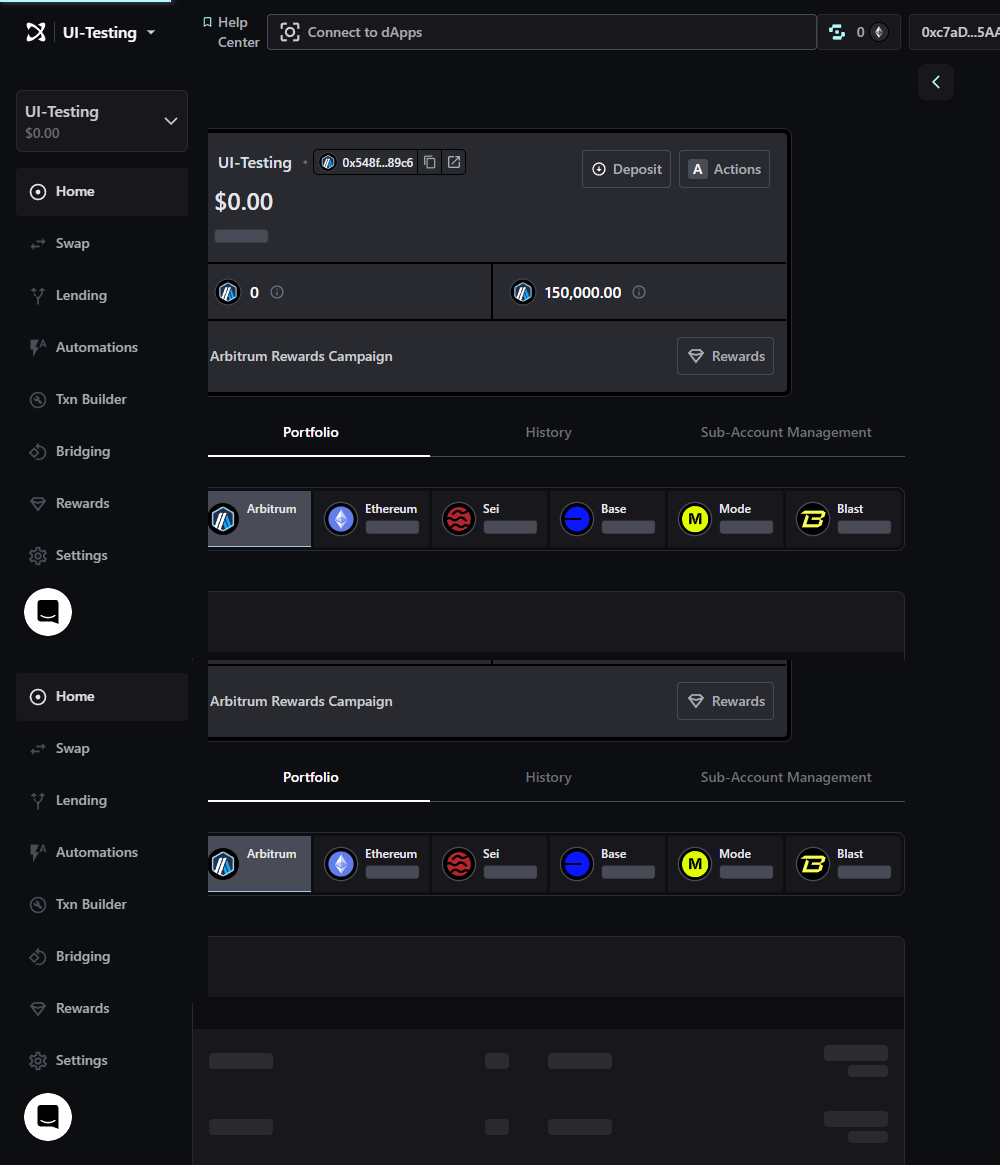 UI-Testing
Help
Center
Connect to dApps
0
0xc7aD...5AA
UI-Testing
$0.00
Home
Swap
Lending
Automations
Txn Builder
Bridging
Rewards
Settings
UI-Testing
0x548f...89c6
Deposit
A Actions
$0.00
0
150,000.00
Arbitrum Rewards Campaign
Rewards
Portfolio
History
Sub-Account Management
Arbitrum
Ethereum
Sei
Base
M
Mode
B
Blast
Home
Swap
Lending
Automations
Txn Builder
Bridging
Rewards
Settings
Arbitrum Rewards Campaign
Rewards
Portfolio
History
Sub-Account Management
Arbitrum
Ethereum
Sei
Base
M
Mode
B
Blast